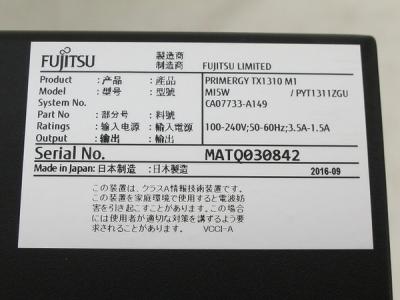 FUJITSU 製造商 制造商 FUJITSU LIMITED
Product : 产品 : 產品 PRIMERGY TX1310 M1
Model : 型号 : 型號 MI5W / PYT1311ZGU
System No. CA07733-A149
Part No : 部分号 : 料號
Ratings : 输入电源 : 輸入電源 100-240V;50-60Hz;3.5A-1.5A
Output : 输出 : 輸出
Serial No. MATQ030842
Made in Japan: 日本制造 : 日本製造 2016-09
この装置は、クラスA情報技術装置です。
この装置を家庭環境で使用すると電波妨
害を引き起こすことがあります。この場合
には使用者が適切な対策を講ずるよう要
求されることがあります。 VCCI-A